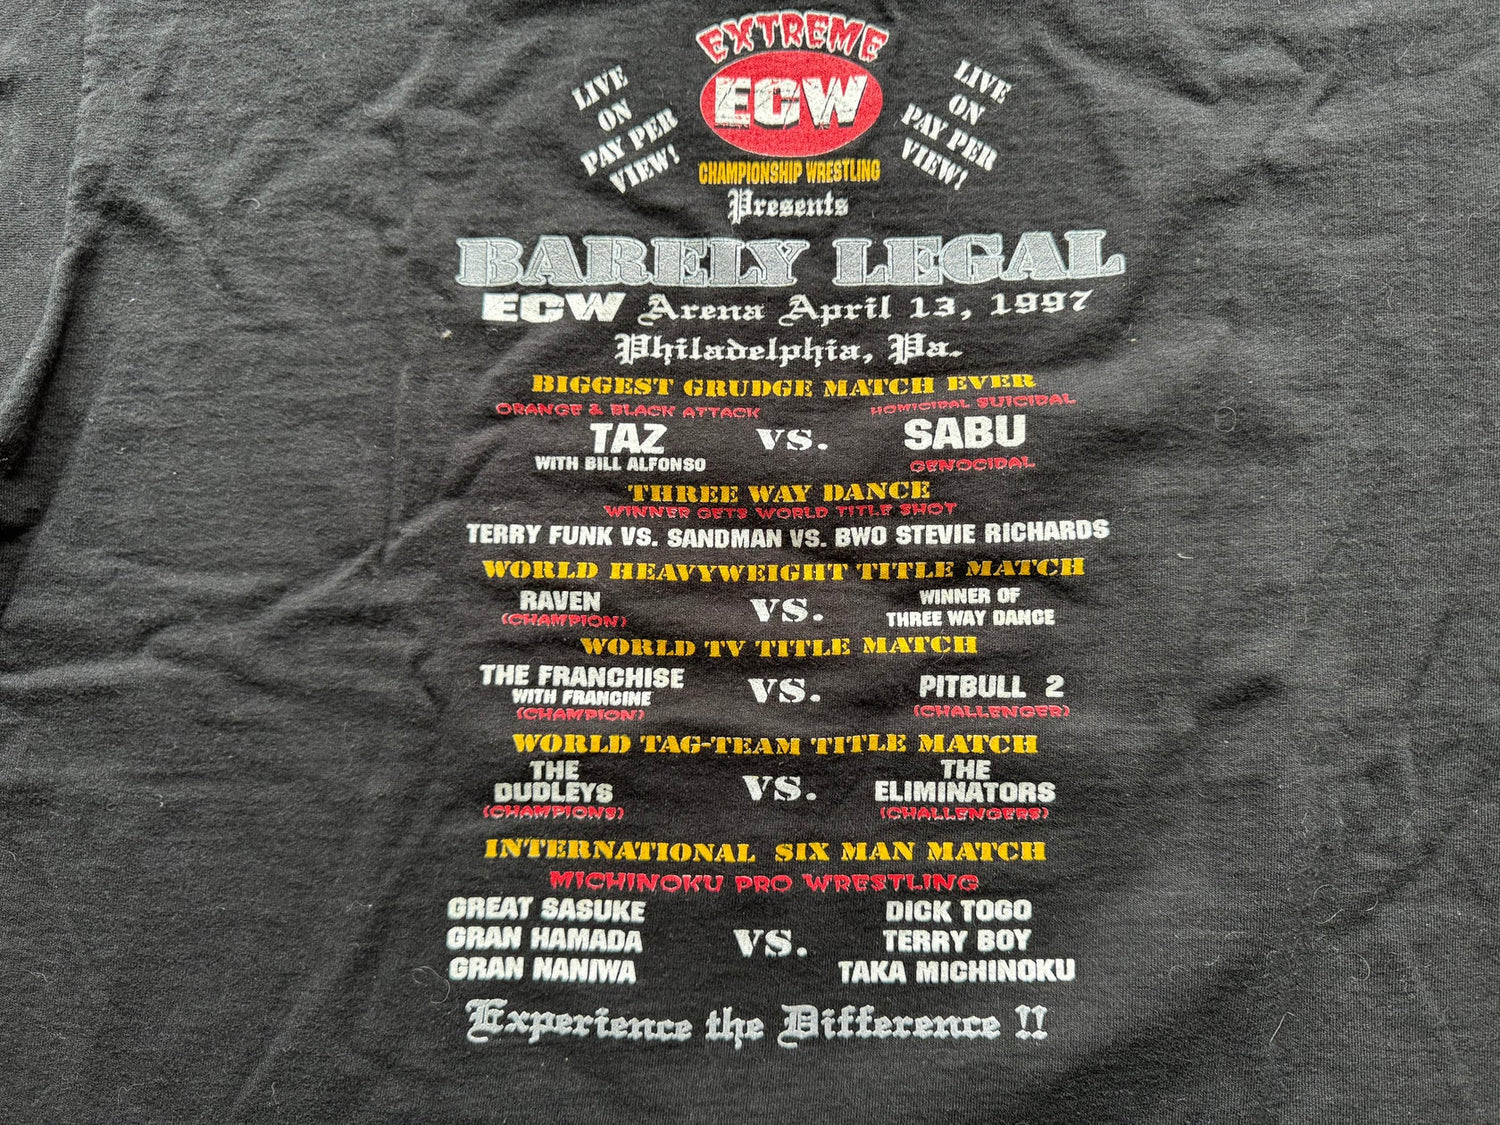 EXTREME
LIVE
ON
PAY PER
VIEW!
ECW
LIVE
ON
PAY PER
VIEW!
CHAMPIONSHIP WRESTLING
Presents
BARELY LEGAL
ECW Arena April 13, 1997
Philadelphia, Pa.
BIGGEST GRUDGE MATCH EVER
ORANGE & BLACK ATTACK HOMICIDAL SUICIDAL
TAZ VS. SABU
WITH BILL ALFONSO GENOCIDAL
THREE WAY DANCE
WINNER GETS WORLD TITLE SHOT
TERRY FUNK VS. SANDMAN VS. BWO STEVIE RICHARDS
WORLD HEAVYWEIGHT TITLE MATCH
RAVEN VS. WINNER OF
(CHAMPION) THREE WAY DANCE
WORLD TV TITLE MATCH
THE FRANCHISE VS. PITBULL 2
WITH FRANCINE
(CHAMPION) (CHALLENGER)
WORLD TAG-TEAM TITLE MATCH
THE THE
DUDLEYS VS. ELIMINATORS
(CHAMPIONS) (CHALLENGERS)
INTERNATIONAL SIX MAN MATCH
MICHINOKU PRO WRESTLING
GREAT SASUKE DICK TOGO
GRAN HAMADA VS. TERRY BOY
GRAN NANIWA TAKA MICHINOKU
Experience the Difference !!